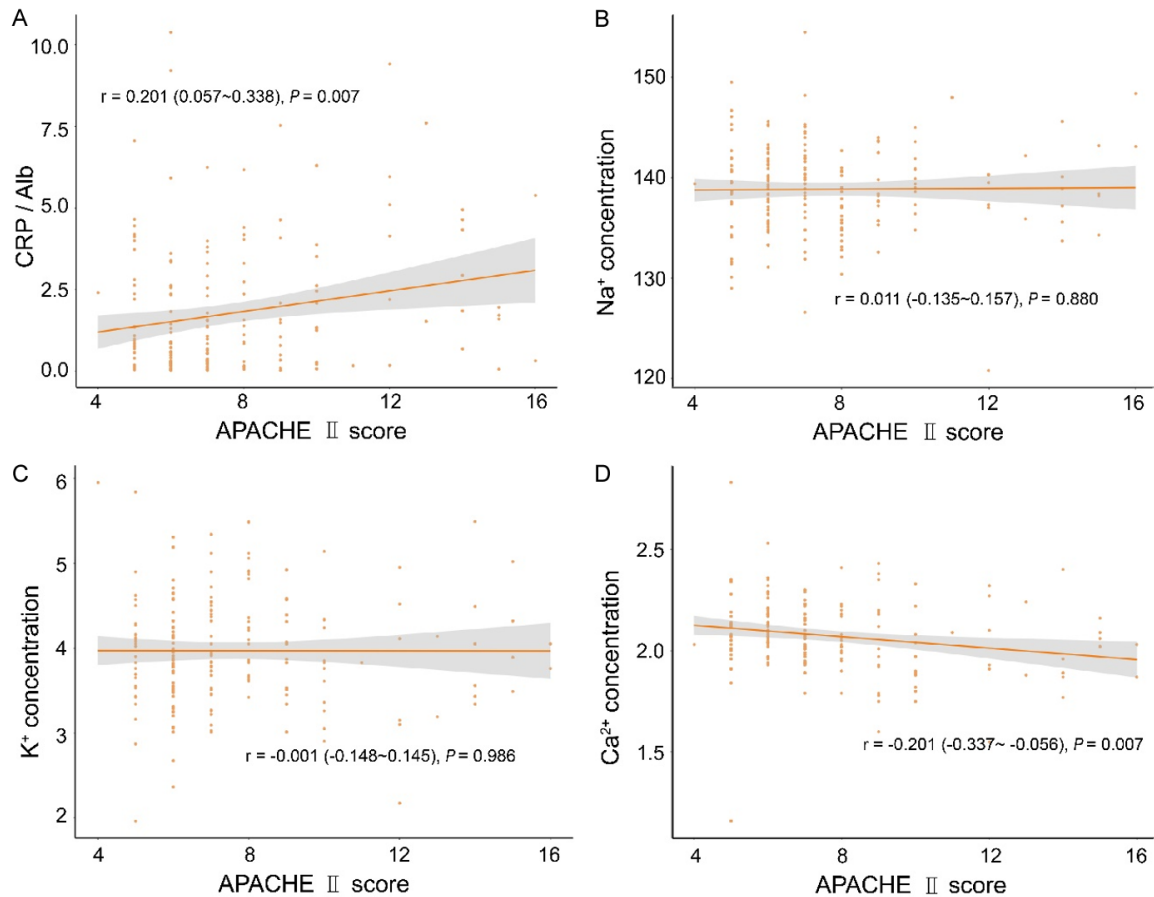 A
CRP / Alb
10.0
7.5
5.0
2.5
0.0
r = 0.201 (0.057~0.338), P = 0.007
4 8 12 16
APACHE Ⅱ score
B
Na⁺ concentration
150
140
130
120
r = 0.011 (-0.135~0.157), P = 0.880
4 8 12 16
APACHE Ⅱ score
C
K⁺ concentration
6
5
4
3
2
r = -0.001 (-0.148~0.145), P = 0.986
4 8 12 16
APACHE Ⅱ score
D
Ca²⁺ concentration
2.5
2.0
1.5
r = -0.201 (-0.337~ -0.056), P = 0.007
4 8 12 16
APACHE Ⅱ score